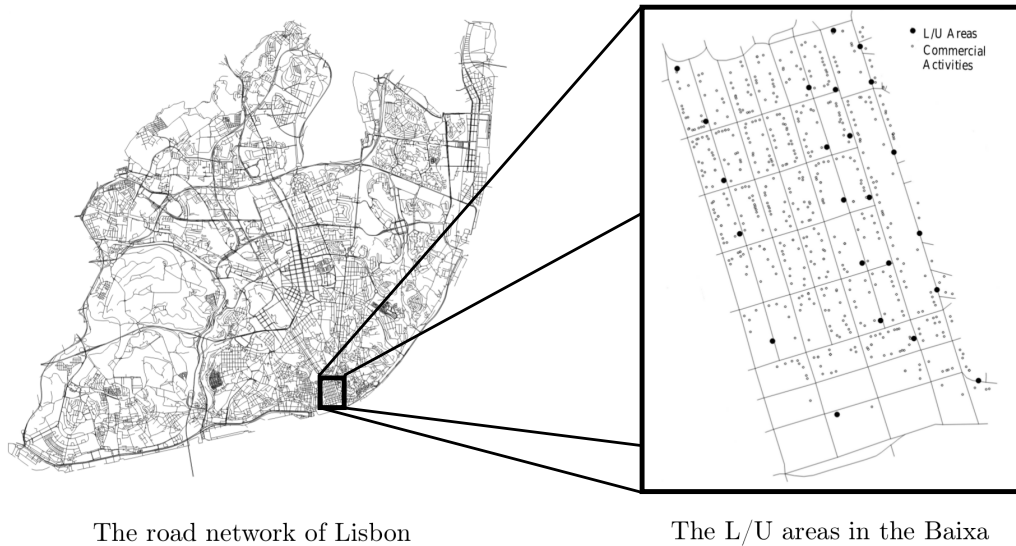 L/U Areas
Commercial
Activities
The road network of Lisbon
The L/U areas in the Baixa